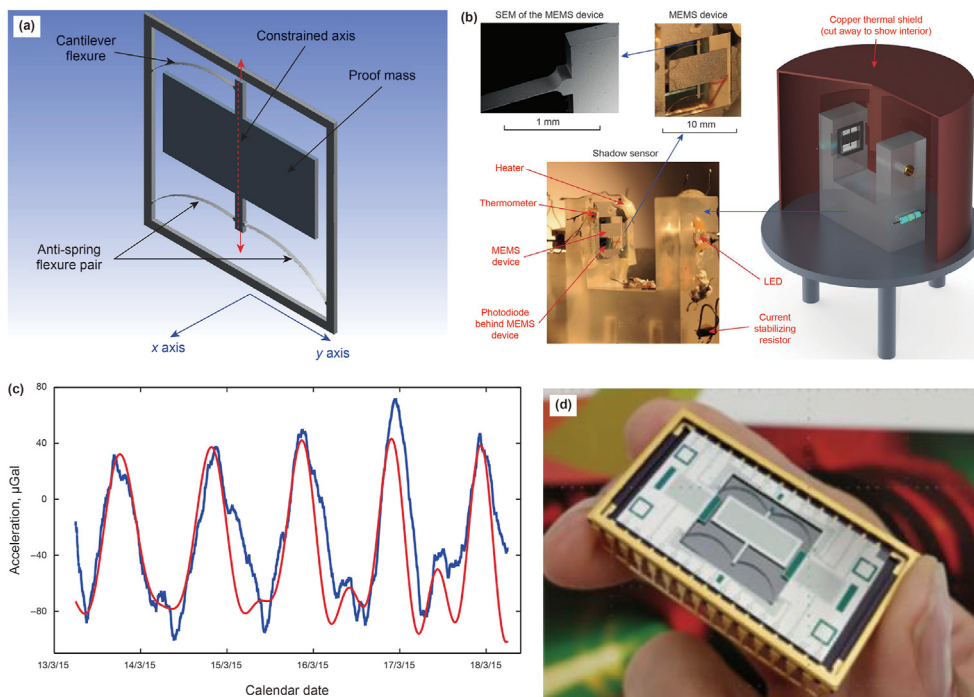 (a)
Cantilever
flexure
Constrained axis
Proof mass
Anti-spring
flexure pair
x axis
y axis
(b)
SEM of the MEMS device
MEMS device
1 mm
10 mm
Copper thermal shield
(cut away to show interior)
Shadow sensor
Heater
Thermometer
MEMS
device
Photodiode
behind MEMS
device
LED
Current
stabilizing
resistor
(c)
Acceleration, µGal
80
40
0
–40
–80
13/3/15
14/3/15
15/3/15
16/3/15
17/3/15
18/3/15
Calendar date
(d)